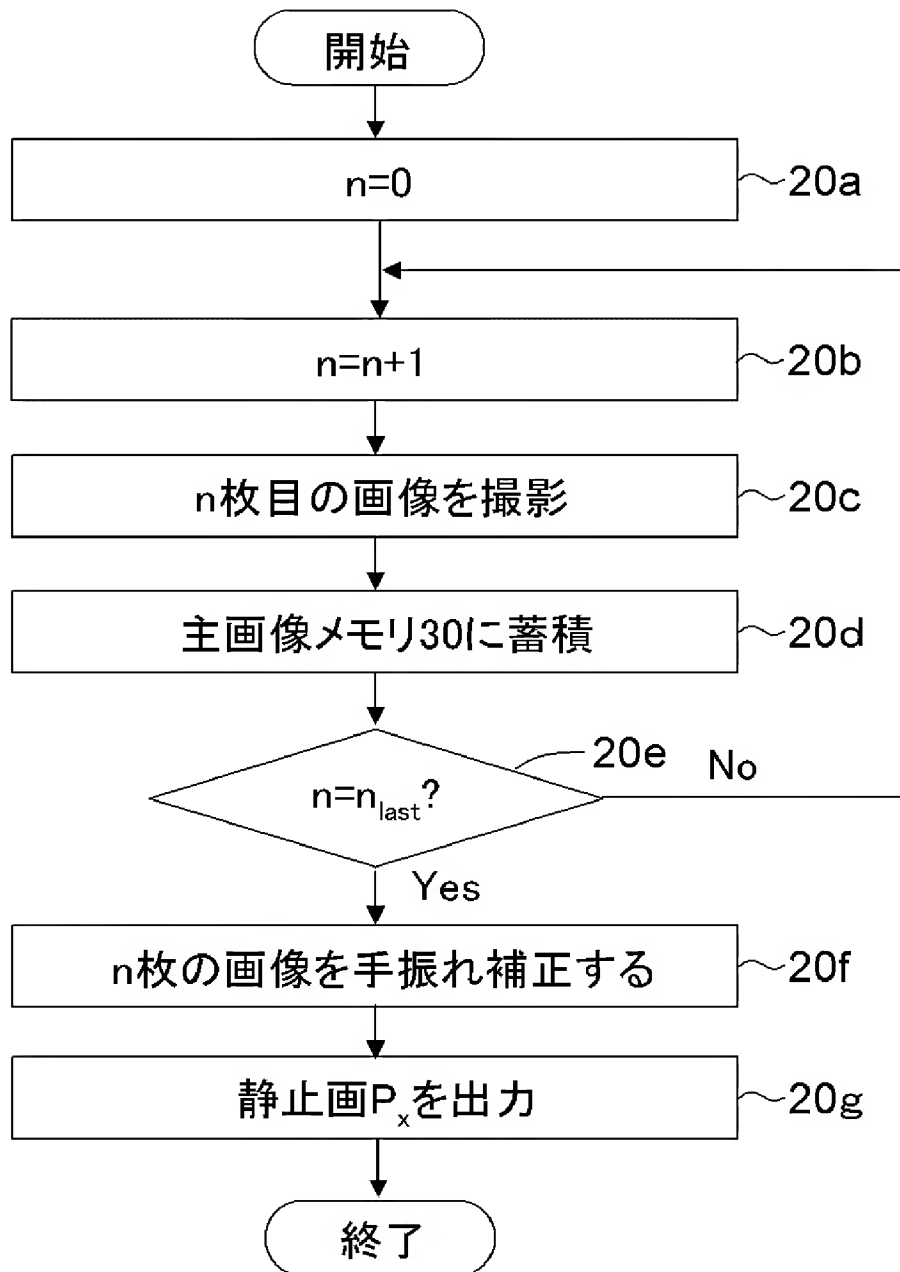 開始
n=0
20a
n=n+1
20b
n枚目の画像を撮影
20c
主画像メモリ30に蓄積
20d
n=n_last?
20e
No
Yes
n枚の画像を手振れ補正する
20f
静止画P_xを出力
20g
終了